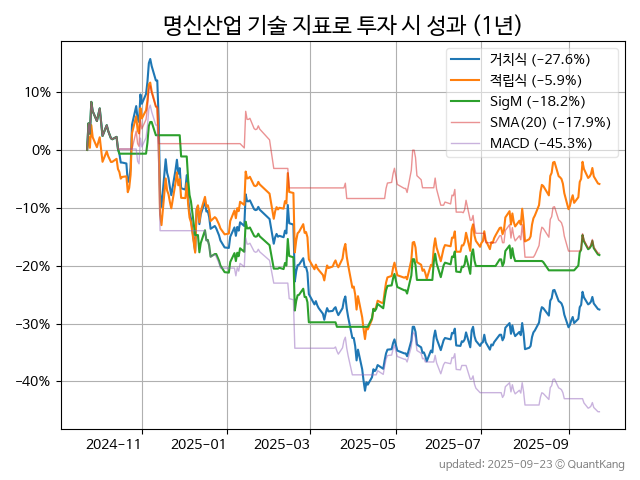 명신산업 기술 지표로 투자 시 성과 (1년)
거치식 (−27.6%)
적립식 (−5.9%)
SigM (−18.2%)
SMA(20) (−17.9%)
MACD (−45.3%)
10%
0%
−10%
−20%
−30%
−40%
2024-11 2025-01 2025-03 2025-05 2025-07 2025-09
updated: 2025-09-23 ⓒ QuantKang